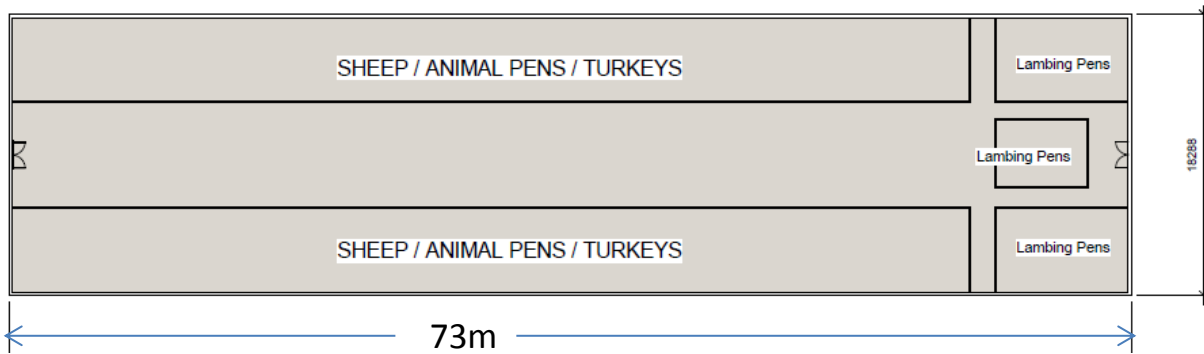 SHEEP / ANIMAL PENS / TURKEYS
Lambing Pens
Lambing Pens
18288
SHEEP / ANIMAL PENS / TURKEYS
Lambing Pens
73m